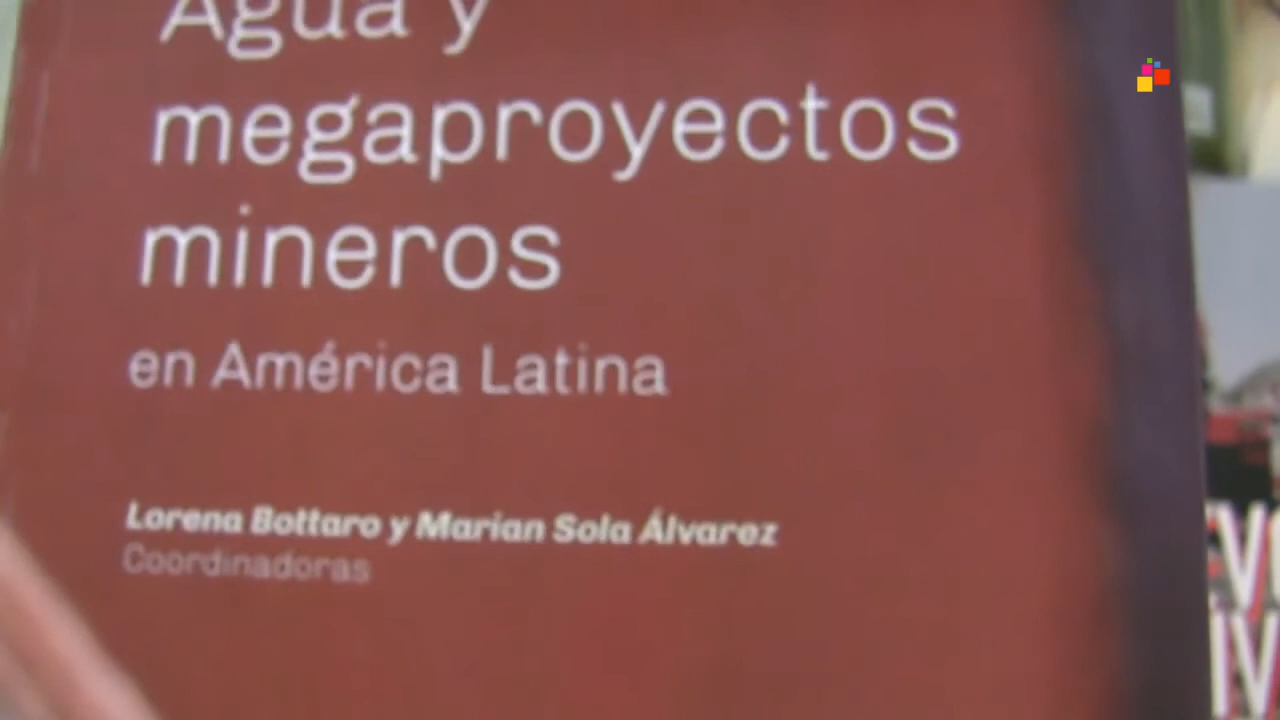 Agua y
megaproyectos
mineros
en América Latina
Lorena Bottaro y Marian Sola Álvarez
Coordinadoras